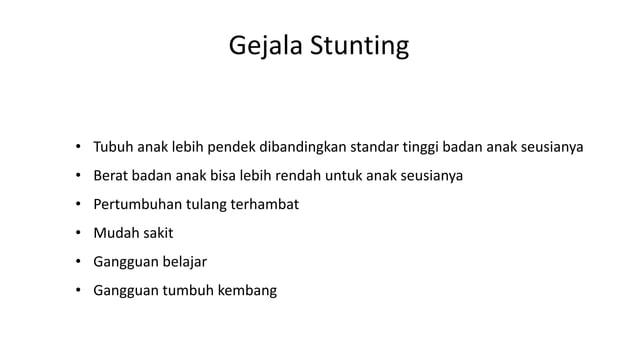 Gejala Stunting
• Tubuh anak lebih pendek dibandingkan standar tinggi badan anak seusianya
• Berat badan anak bisa lebih rendah untuk anak seusianya
• Pertumbuhan tulang terhambat
• Mudah sakit
• Gangguan belajar
• Gangguan tumbuh kembang